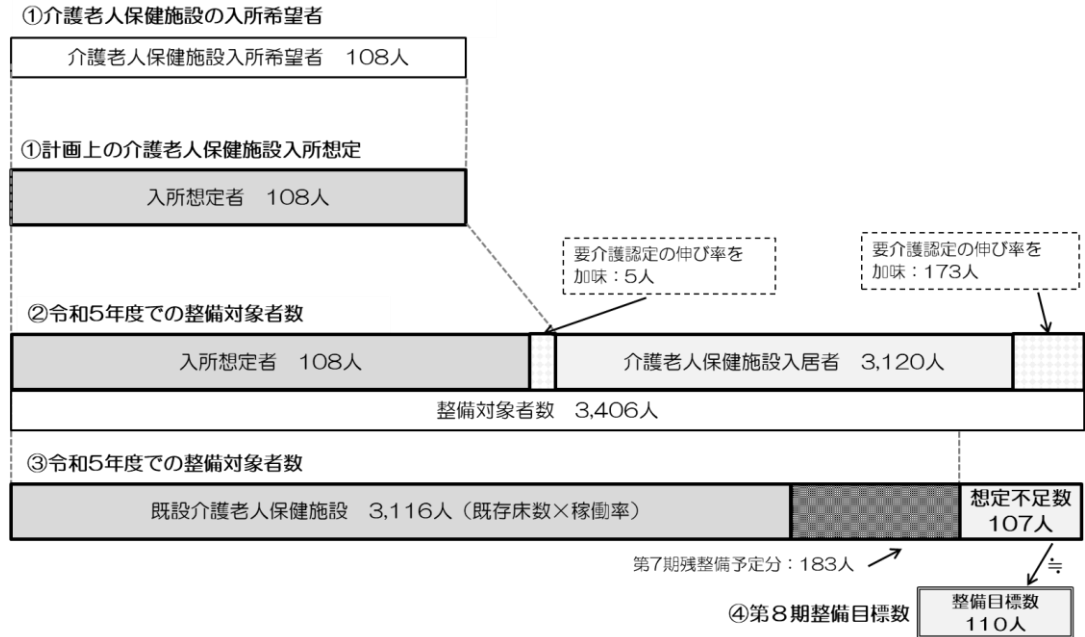 ①介護老人保健施設の入所希望者
介護老人保健施設入所希望者 108人
①計画上の介護老人保健施設入所想定
入所想定者 108人
要介護認定の伸び率を
加味：5人
要介護認定の伸び率を
加味：173人
②令和5年度での整備対象者数
入所想定者 108人
介護老人保健施設入居者 3,120人
整備対象者数 3,406人
③令和5年度での整備対象者数
既設介護老人保健施設 3,116人（既存床数×稼働率）
想定不足数
107人
第7期残整備予定分：183人
≒
④第8期整備目標数
整備目標数
110人